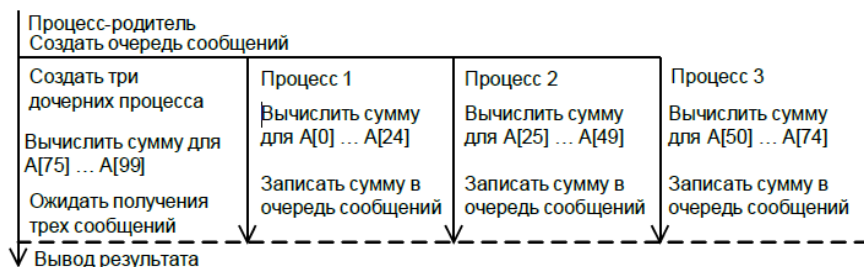 Процесс-родитель
Создать очередь сообщений
Создать три
дочерних процесса
Вычислить сумму для
A[75] ... A[99]
Ожидать получения
трех сообщений
Процесс 1
Вычислить сумму
для A[0] ... A[24]
Записать сумму в
очередь сообщений
Процесс 2
Вычислить сумму
для A[25] ... A[49]
Записать сумму в
очередь сообщений
Процесс 3
Вычислить сумму
для A[50] ... A[74]
Записать сумму в
очередь сообщений
Вывод результата